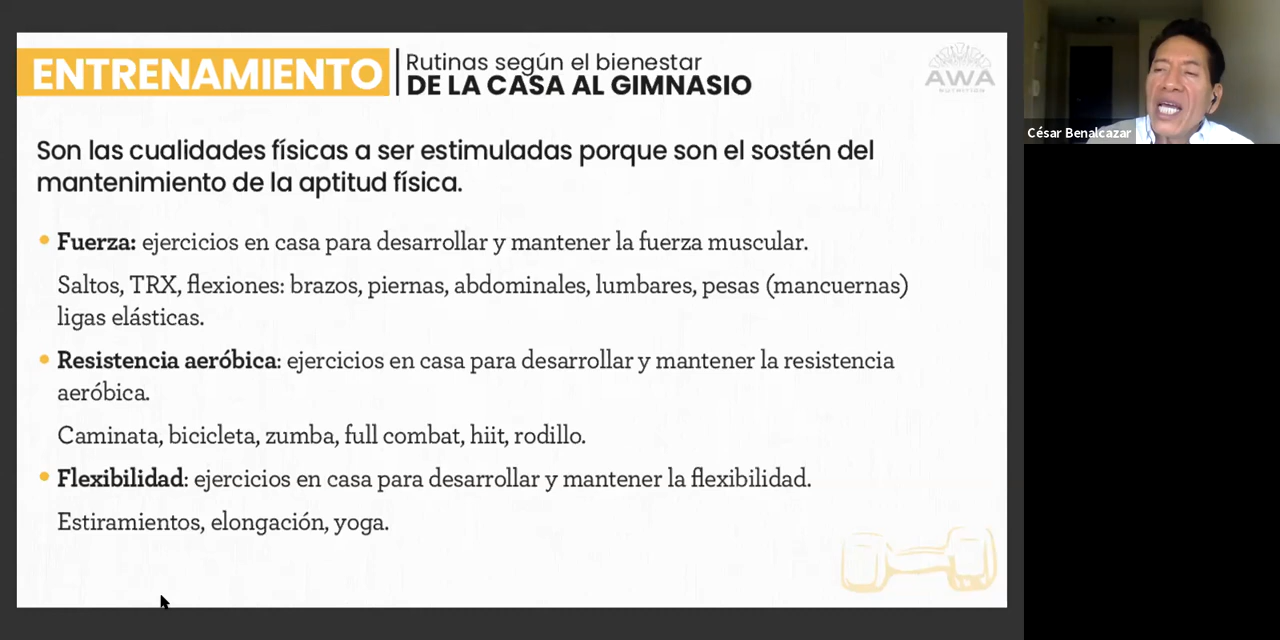 ENTRENAMIENTO
Rutinas según el bienestar
DE LA CASA AL GIMNASIO
AWA
NUTRITION
César Benalcazar
Son las cualidades físicas a ser estimuladas porque son el sostén del
mantenimiento de la aptitud física.
• Fuerza: ejercicios en casa para desarrollar y mantener la fuerza muscular.
Saltos, TRX, flexiones: brazos, piernas, abdominales, lumbares, pesas (mancuernas)
ligas elásticas.
• Resistencia aeróbica: ejercicios en casa para desarrollar y mantener la resistencia
aeróbica.
Caminata, bicicleta, zumba, full combat, hiit, rodillo.
• Flexibilidad: ejercicios en casa para desarrollar y mantener la flexibilidad.
Estiramientos, elongación, yoga.